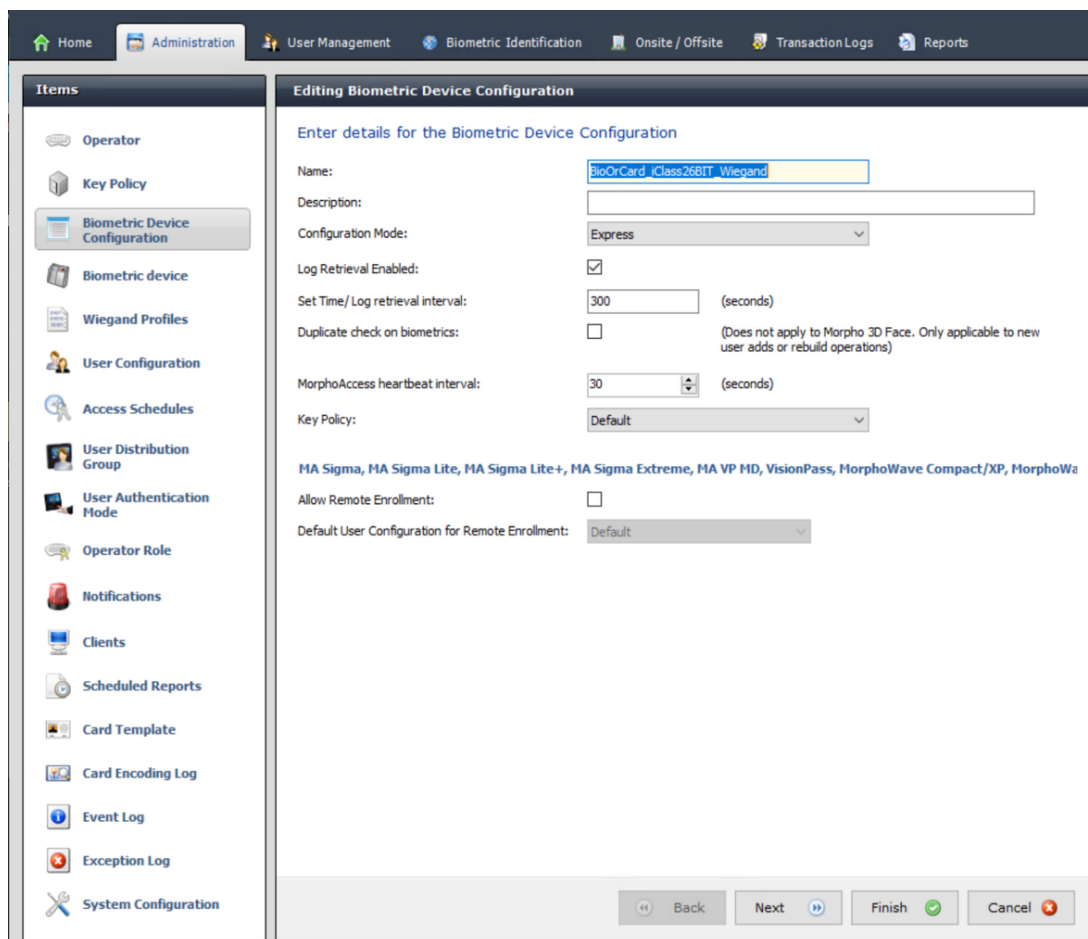 Home
Administration
User Management
Biometric Identification
Onsite / Offsite
Transaction Logs
Reports
Items
Operator
Key Policy
Biometric Device
Configuration
Biometric device
Wiegand Profiles
User Configuration
Access Schedules
User Distribution
Group
User Authentication
Mode
Operator Role
Notifications
Clients
Scheduled Reports
Card Template
Card Encoding Log
Event Log
Exception Log
System Configuration
Editing Biometric Device Configuration
Enter details for the Biometric Device Configuration
Name: BioOrCard_iClass26BIT_Wiegand
Description:
Configuration Mode: Express
Log Retrieval Enabled:
Set Time/Log retrieval interval: 300 (seconds)
Duplicate check on biometrics: (Does not apply to Morpho 3D Face. Only applicable to new
user adds or rebuild operations)
MorphoAccess heartbeat interval: 30 (seconds)
Key Policy: Default
MA Sigma, MA Sigma Lite, MA Sigma Lite+, MA Sigma Extreme, MA VP MD, VisionPass, MorphoWave Compact/XP, MorphoWa
Allow Remote Enrollment:
Default User Configuration for Remote Enrollment: Default
Back
Next
Finish
Cancel